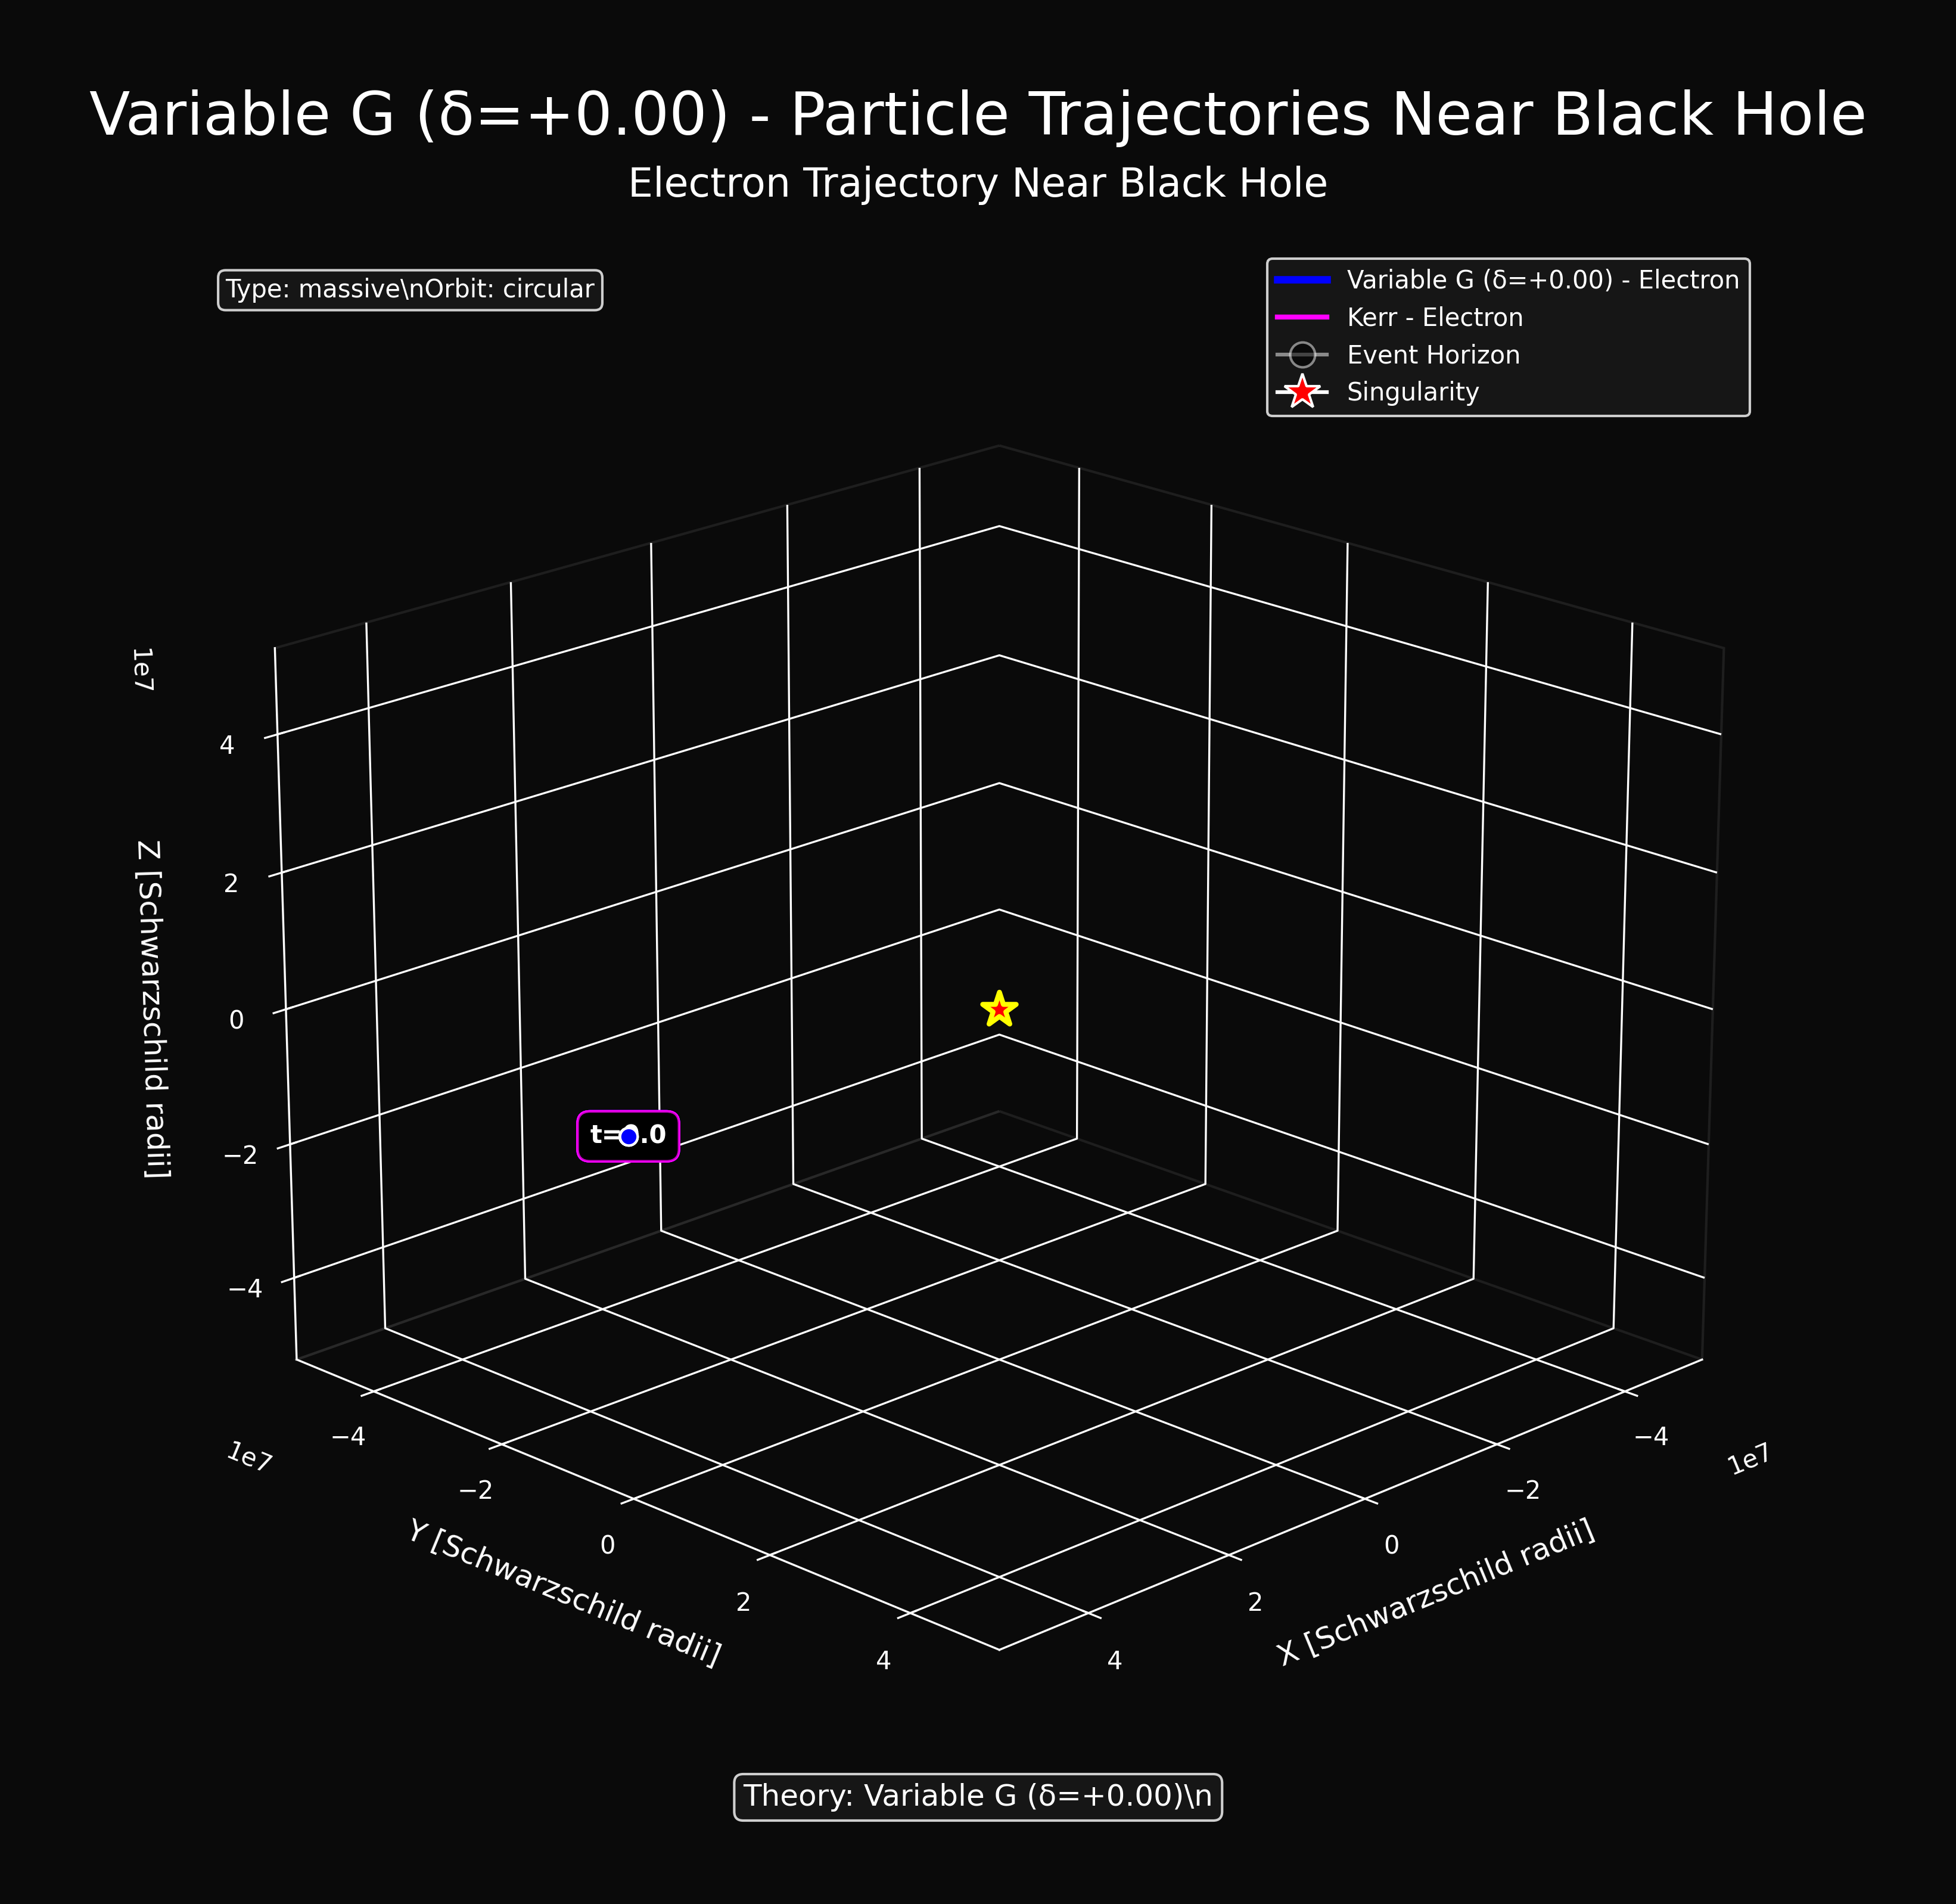 Variable G (δ=+0.00) - Particle Trajectories Near Black Hole
Electron Trajectory Near Black Hole
Type: massive\nOrbit: circular
Variable G (δ=+0.00) - Electron
Kerr - Electron
Event Horizon
Singularity
1e7
4
2
0
−2
−4
Z [Schwarzschild radii]
t=0.0
1e7
−4
−2
0
2
4
Y [Schwarzschild radii]
4
2
0
−2
−4
1e7
X [Schwarzschild radii]
Theory: Variable G (δ=+0.00)\n